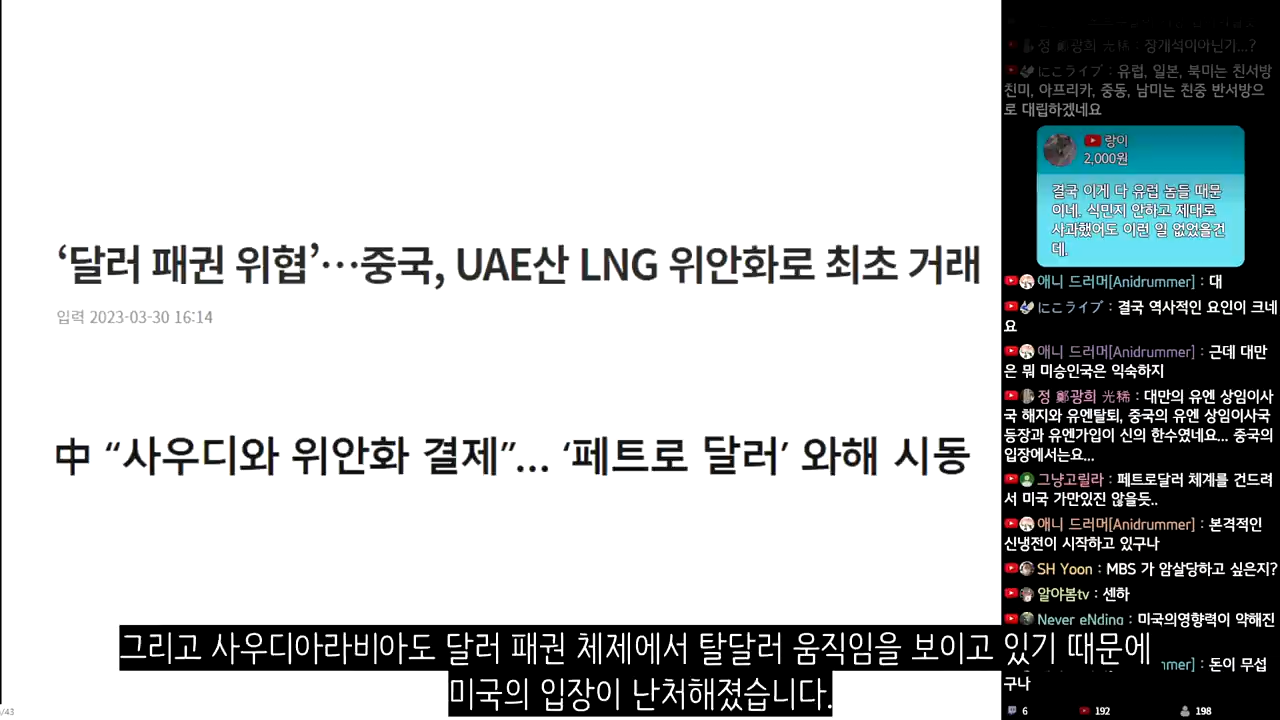 ‘달러 패권 위협’…중국, UAE산 LNG 위안화로 최초 거래
입력 2023-03-30 16:14
中 “사우디와 위안화 결제”... ‘페트로 달러’ 와해 시동
그리고 사우디아라비아도 달러 패권 체제에서 탈달러 움직임을 보이고 있기 때문에
미국의 입장이 난처해졌습니다.
/43
정 鄭광희 光稀 : 장개석이아닌기...?
にこライブ : 유럽, 일본, 북미는 친서방
친미, 아프리카, 중동, 남미는 친중 반서방으
로 대립하겠네요
랑이
2,000원
결국 이게 다 유럽 놈들 때문
이네. 식민지 안하고 제대로
사과했어도 이런 일 없었을건
데.
애니 드러머[Anidrummer] : 대
にこライブ : 결국 역사적인 요인이 크네
요
애니 드러머[Anidrummer] : 근데 대만
은 뭐 미승인국은 익숙하지
정 鄭광희 光稀 : 대만의 유엔 상임이사
국 해지와 유엔탈퇴, 중국의 유엔 상임이사국
등장과 유엔가입이 신의 한수였네요... 중국의
입장에서는요...
그냥고릴라 : 페트로달러 체계를 건드려
서 미국 가만있진 않을듯..
애니 드러머[Anidrummer] : 본격적인
신냉전이 시작하고 있구나
SH Yoon : MBS 가 암살당하고 싶은지?
알야봄tv : 센하
Never eNding : 미국의영향력이 약해진
mmer] : 돈이 무섭
구나
6 192 198